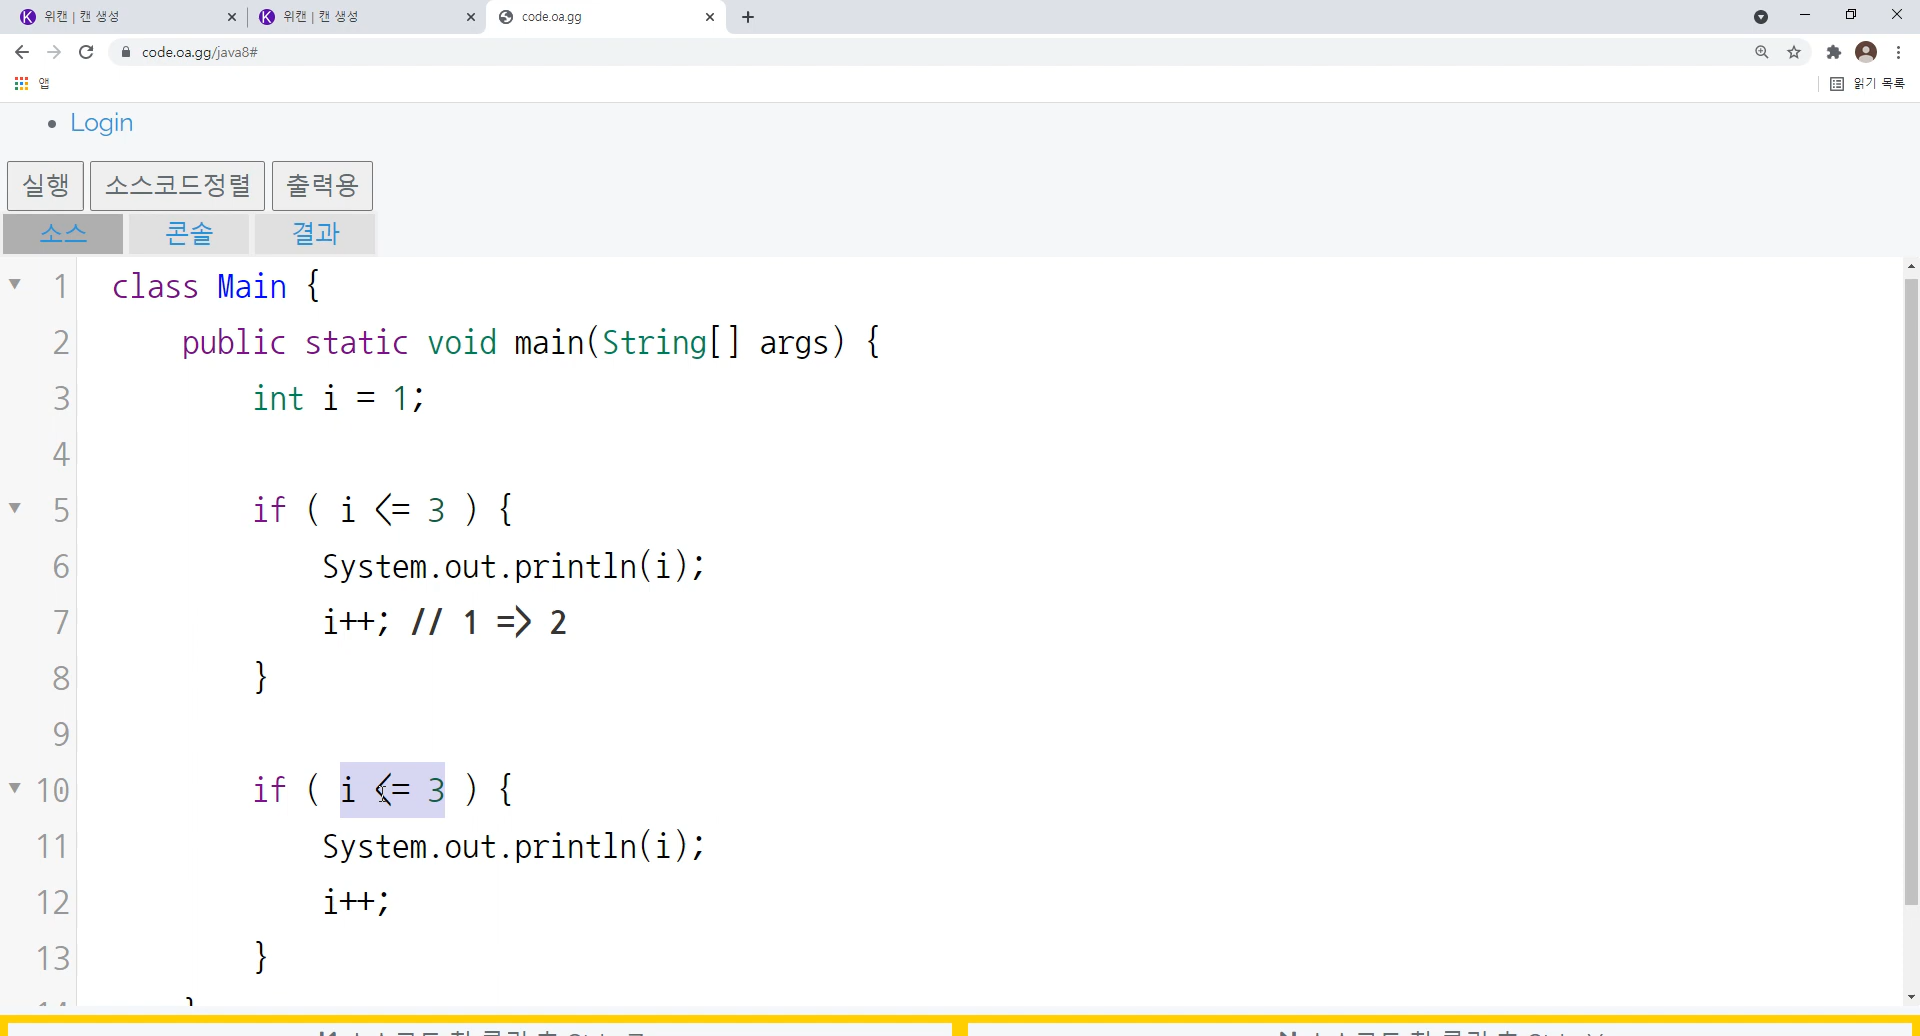 위캔 | 캔 생성
위캔 | 캔 생성
code.oa.gg
code.oa.gg/java8#
앱
읽기 목록
Login
실행 소스코드정렬 출력용
소스 콘솔 결과
1 class Main {
2 public static void main(String[] args) {
3 int i = 1;
4
5 if ( i <= 3 ) {
6 System.out.println(i);
7 i++; // 1 => 2
8 }
9
10 if ( i <= 3 ) {
11 System.out.println(i);
12 i++;
13 }